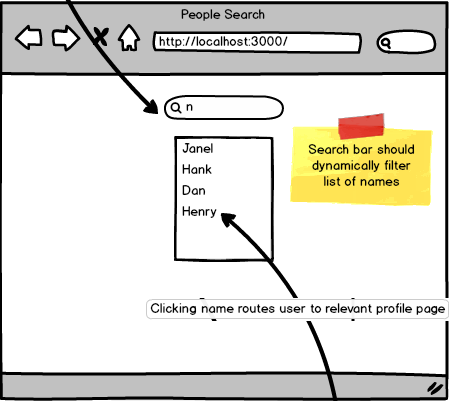 People Search
http://localhost:3000/
n
Janel
Hank
Dan
Henry
Search bar should
dynamically filter
list of names
Clicking name routes user to relevant profile page